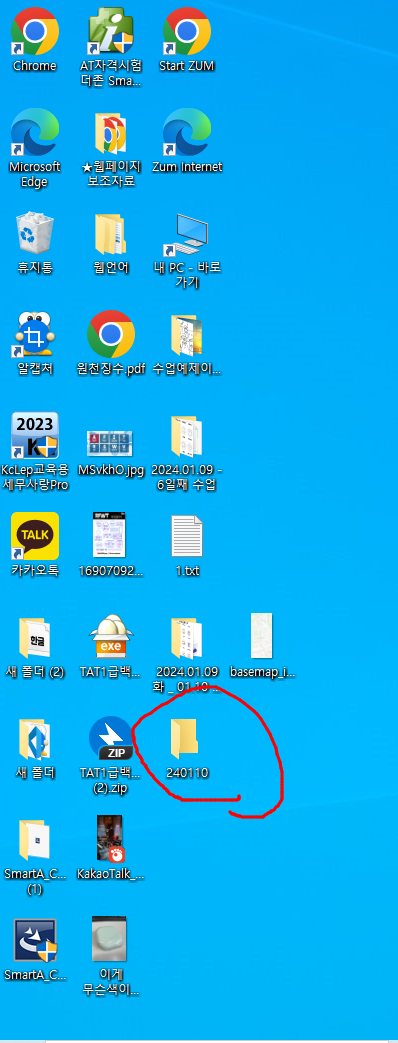 Chrome
AT자격시험
더존 Sma...
Start ZUM
Microsoft
Edge
★웹페이지
보조자료
Zum Internet
휴지통
웹언어
내 PC - 바로
가기
알캡처
원천징수.pdf
수업예제이...
2023
K
KcLep교육용
세무사랑Pro
MSvkhO.jpg
2024.01.09 -
6일째 수업
TALK
카카오톡
16907092...
1.txt
한글
새 폴더 (2)
exe
TAT1급백...
2024.01.09
화 _ 01.10 ...
basemap_i...
새 폴더
ZIP
TAT1급백...
(2).zip
240110
SmartA_C...
(1)
KakaoTalk_...
SmartA_C...
이게
무슨색이...